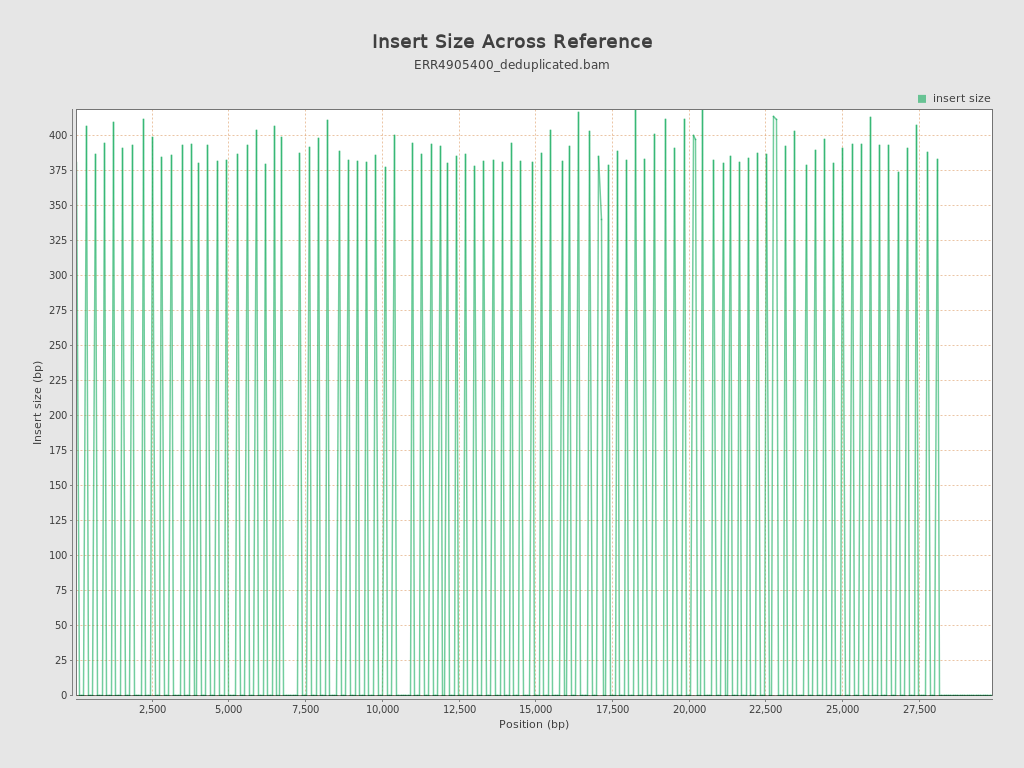 Insert Size Across Reference
ERR4905400_deduplicated.bam
insert size
400
375
350
325
300
275
250
225
200
175
150
125
100
75
50
25
0
Insert size (bp)
2,500 5,000 7,500 10,000 12,500 15,000 17,500 20,000 22,500 25,000 27,500
Position (bp)